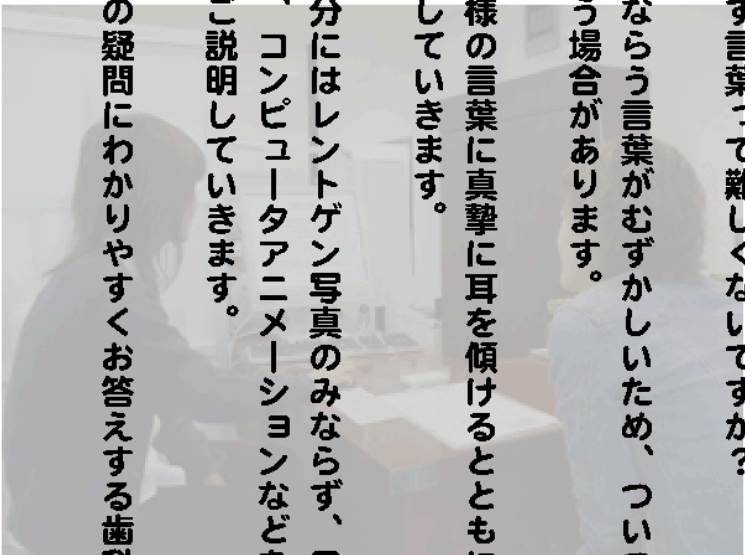 す言葉って難しくないですか？
ならう言葉がむずかしいため、つい
う場合があります。
様の言葉に真摯に耳を傾けるととも
していきます。
分にはレントゲン写真のみならず、
、コンピュータアニメーションなど
ご説明していきます。
の疑問にわかりやすくお答えする歯科